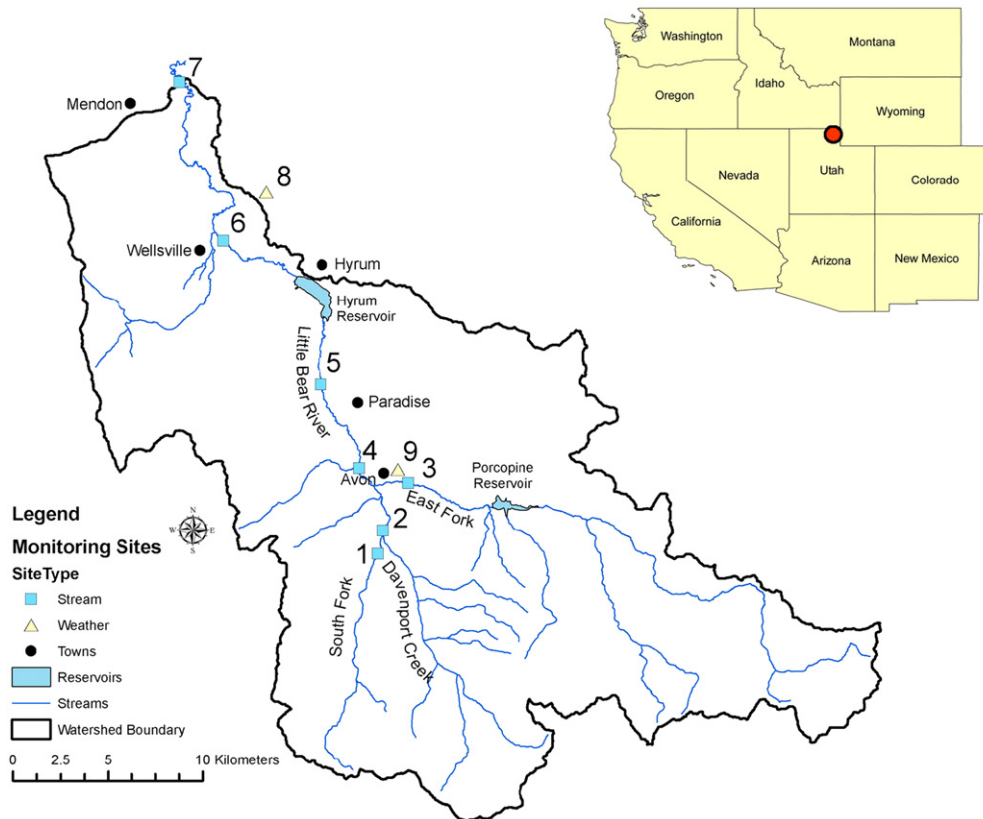 7
Mendon
8
6
Wellsville
Hyrum
Hyrum
Reservoir
Little Bear River
5
Paradise
4
9
Avon
3
East Fork
Porcopine
Reservoir
2
1
South Fork
Davenport Creek
Legend
N
W
E
S
Monitoring Sites
SiteType
Stream
Weather
Towns
Reservoirs
Streams
Watershed Boundary
0 2.5 5 10 Kilometers
Washington
Montana
Oregon
Idaho
Wyoming
Nevada
Utah
Colorado
California
Arizona
New Mexico